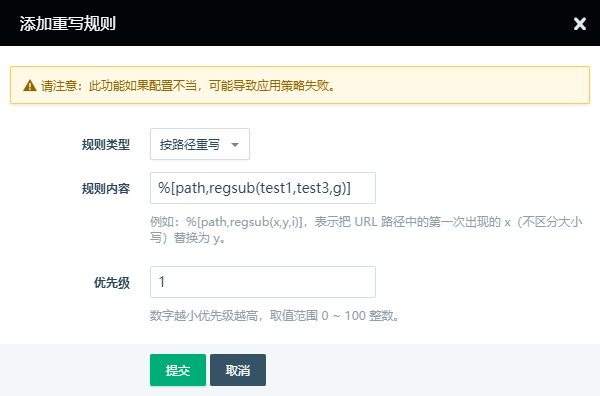 添加重写规则
请注意：此功能如果配置不当，可能导致应用策略失败。
规则类型 按路径重写
规则内容 %[path,regsub(test1,test3,g)]
例如：%[path,regsub(x,y,i)]，表示把 URL 路径中的第一次出现的 x（不区分大小
写）替换为 y。
优先级 1
数字越小优先级越高，取值范围 0 ~ 100 整数。
提交 取消